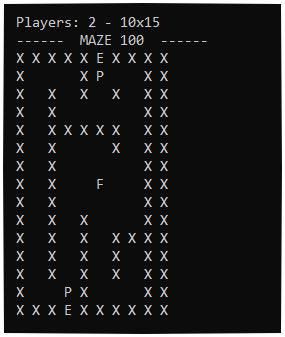 Players: 2 - 10x15
------  MAZE 100  ------
X X X X X E X X X X
X       X P     X X
X   X   X   X   X X
X   X           X X
X   X X X X X   X X
X   X       X   X X
X   X           X X
X   X     F     X X
X   X           X X
X   X   X       X X
X   X   X   X X X X
X   X   X   X   X X
X   X   X   X   X X
X     P X       X X
X X X E X X X X X X